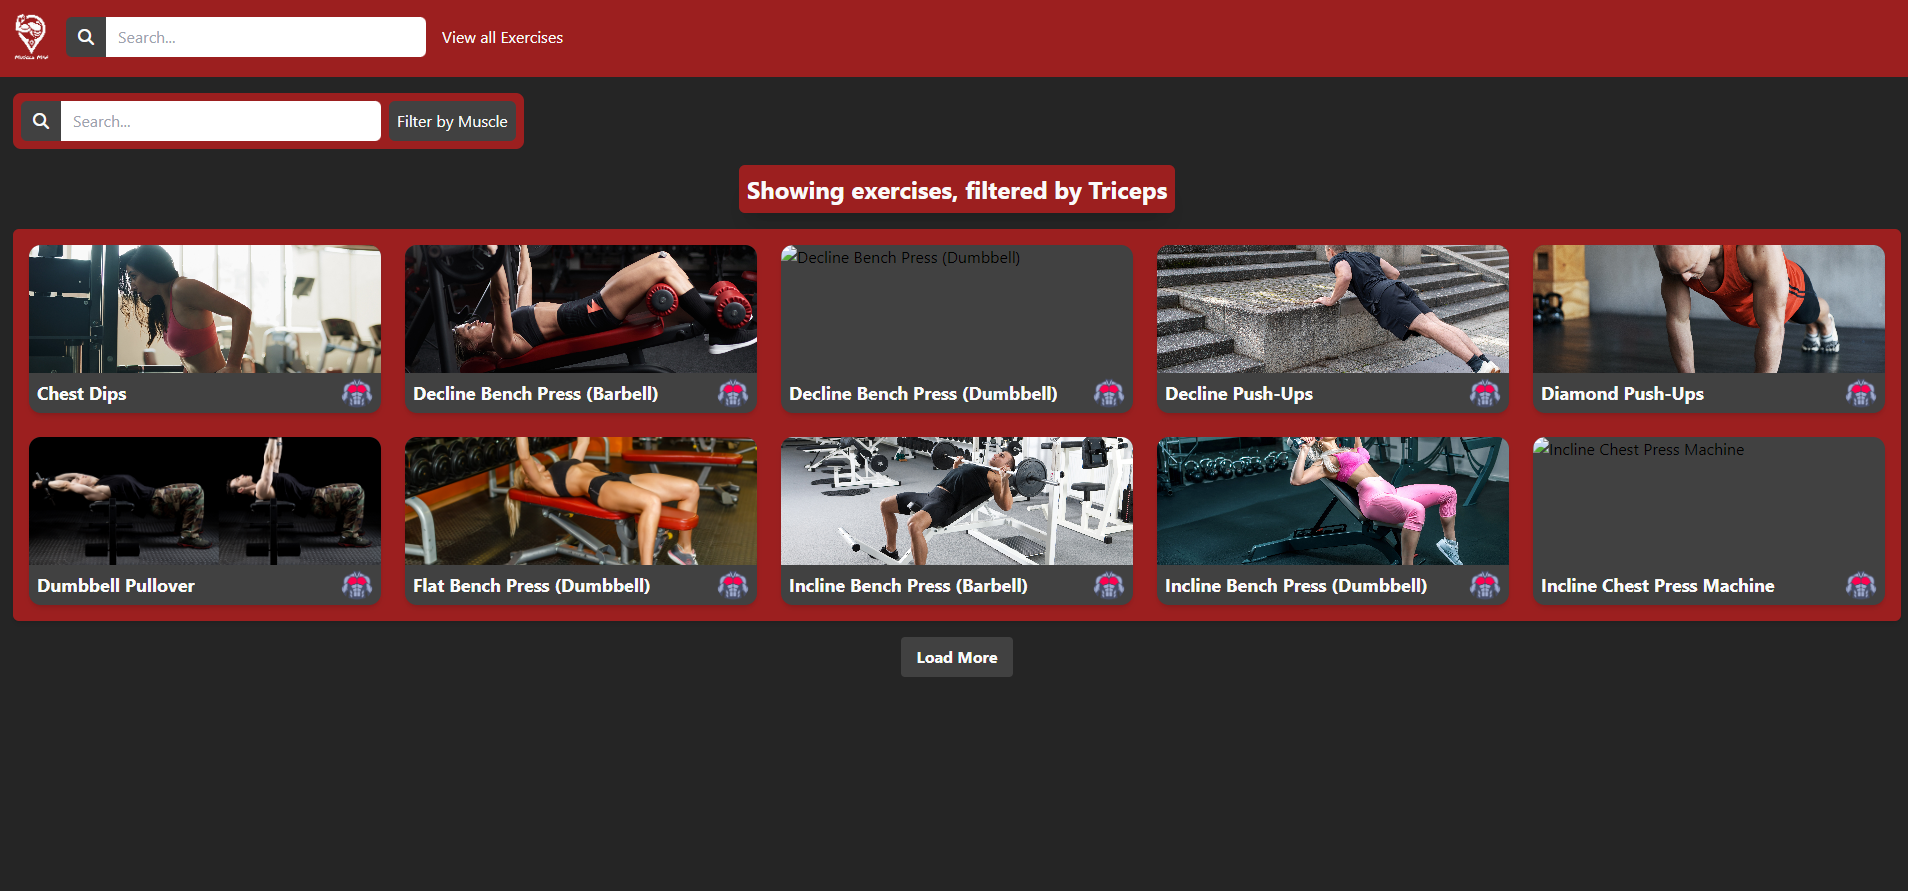 Muscle Map
Search...
View all Exercises
Search...
Filter by Muscle
Showing exercises, filtered by Triceps
Decline Bench Press (Dumbbell)
Chest Dips
Decline Bench Press (Barbell)
Decline Bench Press (Dumbbell)
Decline Push-Ups
Diamond Push-Ups
Incline Chest Press Machine
Dumbbell Pullover
Flat Bench Press (Dumbbell)
Incline Bench Press (Barbell)
Incline Bench Press (Dumbbell)
Incline Chest Press Machine
Load More